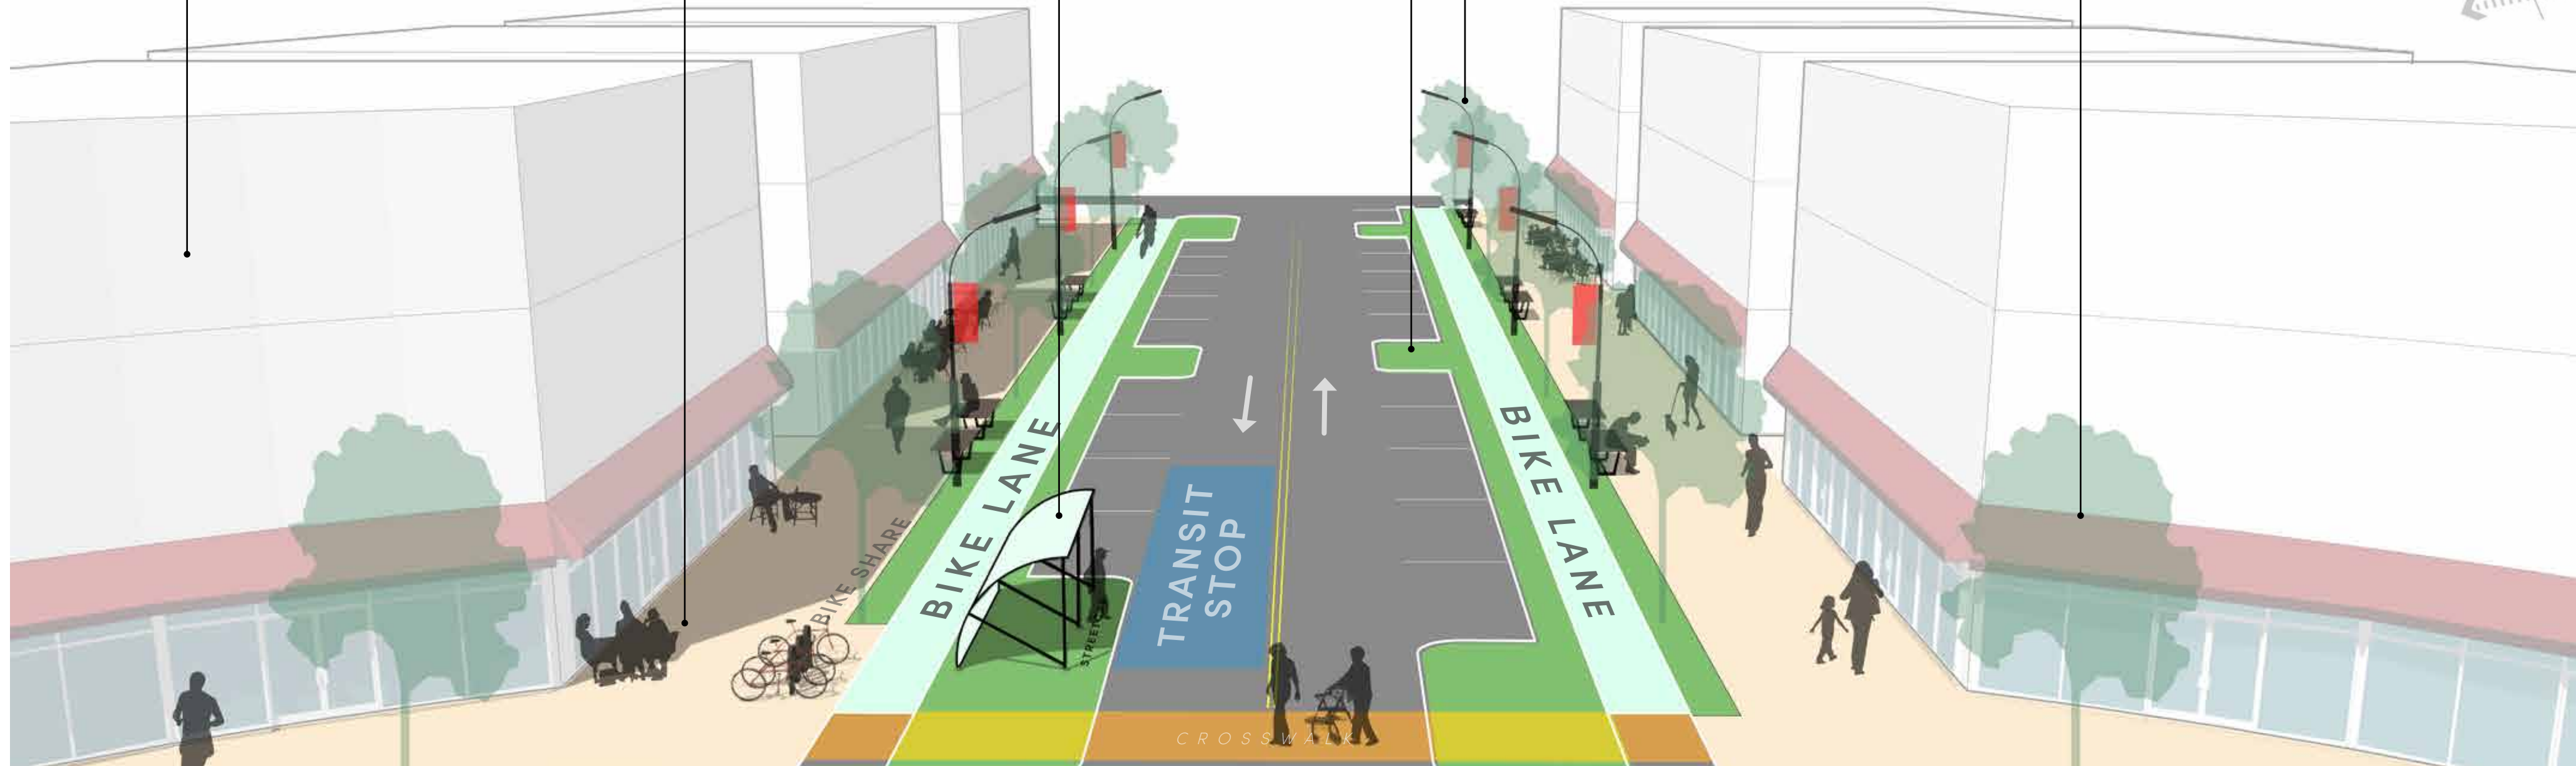 BIKE SHARE
BIKE LANE
TRANSIT
STOP
BIKE LANE
CROSSWALK